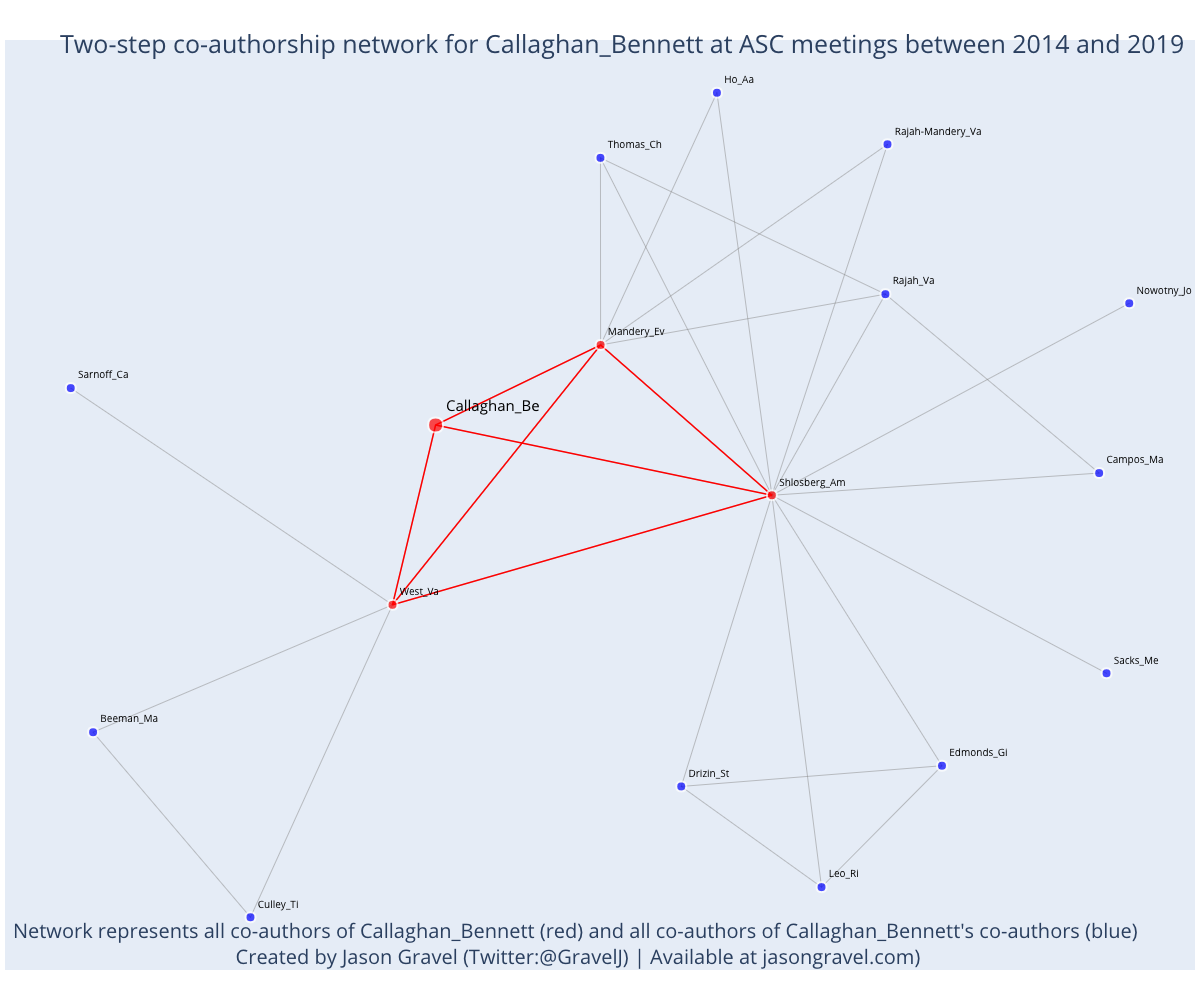 Two-step co-authorship network for Callaghan_Bennett at ASC meetings between 2014 and 2019
Ho_Aa
Rajah-Mandery_Va
Thomas_Ch
Rajah_Va
Nowotny_Jo
Mandery_Ev
Sarnoff_Ca
Callaghan_Be
Campos_Ma
Shlosberg_Am
West_Va
Sacks_Me
Beeman_Ma
Edmonds_Gi
Drizin_St
Leo_Ri
Culley_Ti
Network represents all co-authors of Callaghan_Bennett (red) and all co-authors of Callaghan_Bennett's co-authors (blue)
Created by Jason Gravel (Twitter:@GravelJ) | Available at jasongravel.com)